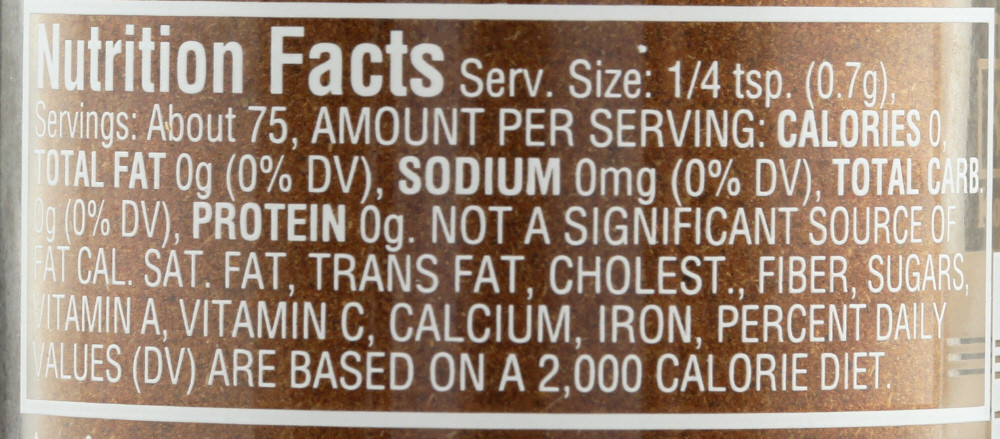 Nutrition Facts Serv. Size: 1/4 tsp. (0.7g),
Servings: About 75, AMOUNT PER SERVING: CALORIES 0,
TOTAL FAT 0g (0% DV), SODIUM 0mg (0% DV), TOTAL CARB.
0g (0% DV), PROTEIN 0g. NOT A SIGNIFICANT SOURCE OF
FAT CAL. SAT. FAT, TRANS FAT, CHOLEST., FIBER, SUGARS,
VITAMIN A, VITAMIN C, CALCIUM, IRON, PERCENT DAILY
VALUES (DV) ARE BASED ON A 2,000 CALORIE DIET.